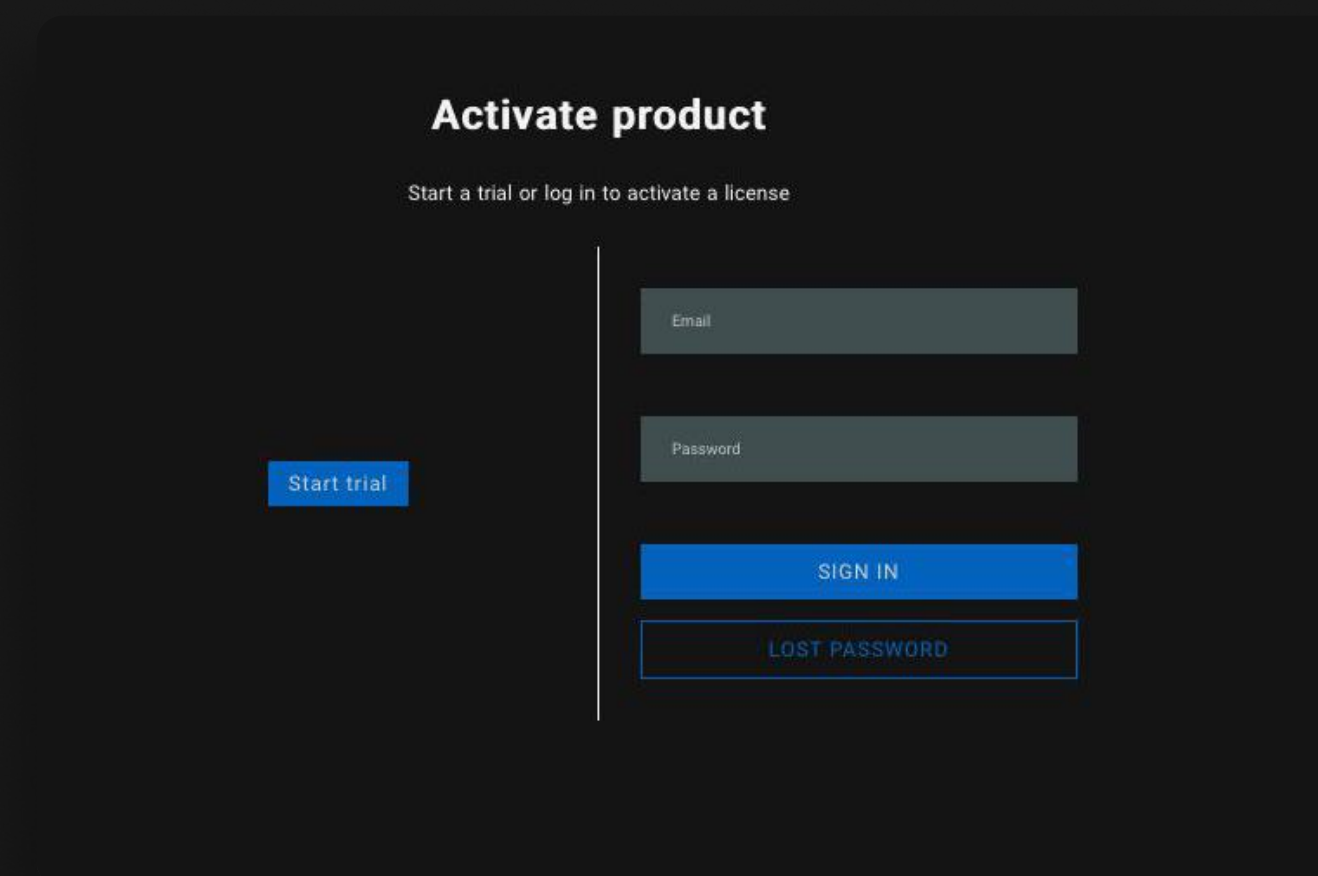 Activate product
Start a trial or log in to activate a license
Start trial
Email
Password
SIGN IN
LOST PASSWORD